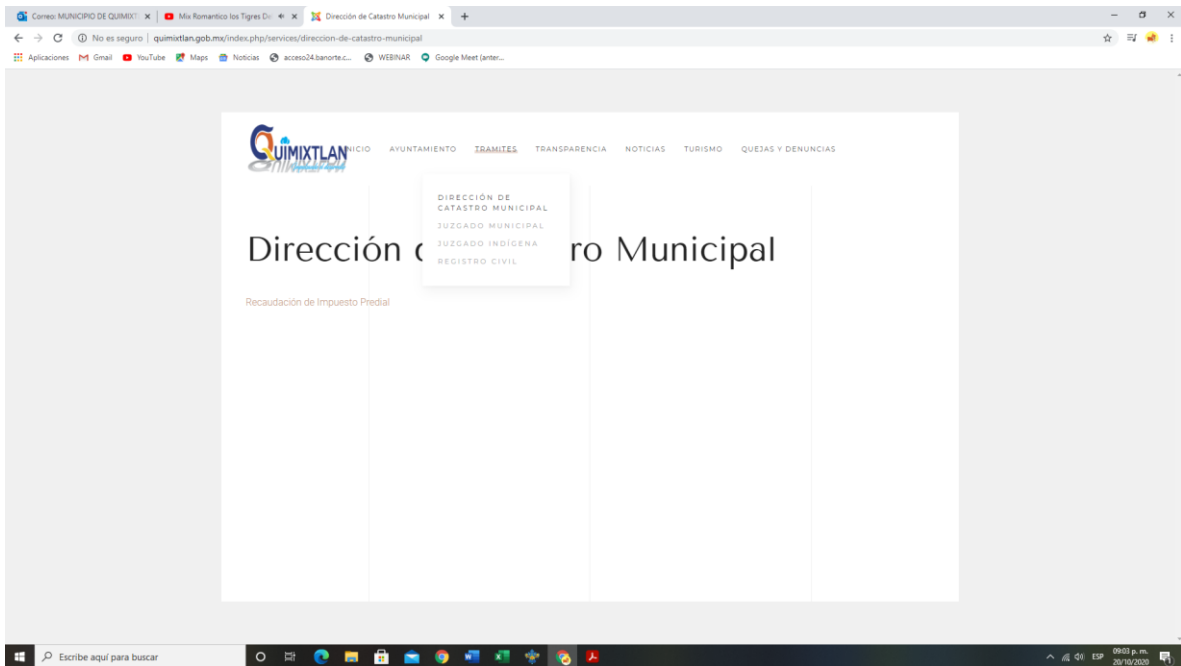 Correo: MUNICIPIO DE QUIMIXT
Mix Romantico los Tigres De
Dirección de Catastro Municipal
No es seguro | quimixtlan.gob.mx/index.php/services/direccion-de-catastro-municipal
Aplicaciones Gmail YouTube Maps Noticias acceso24.banorte.c... WEBINAR Google Meet (anter...
QUIMIXTLAN
NICIO AYUNTAMIENTO TRAMITES TRANSPARENCIA NOTICIAS TURISMO QUEJAS Y DENUNCIAS
DIRECCIÓN DE
CATASTRO MUNICIPAL
JUZGADO MUNICIPAL
JUZGADO INDÍGENA
REGISTRO CIVIL
Dirección d ro Municipal
Recaudación de Impuesto Predial
Escribe aquí para buscar
ESP
09:03 p. m.
20/10/2020